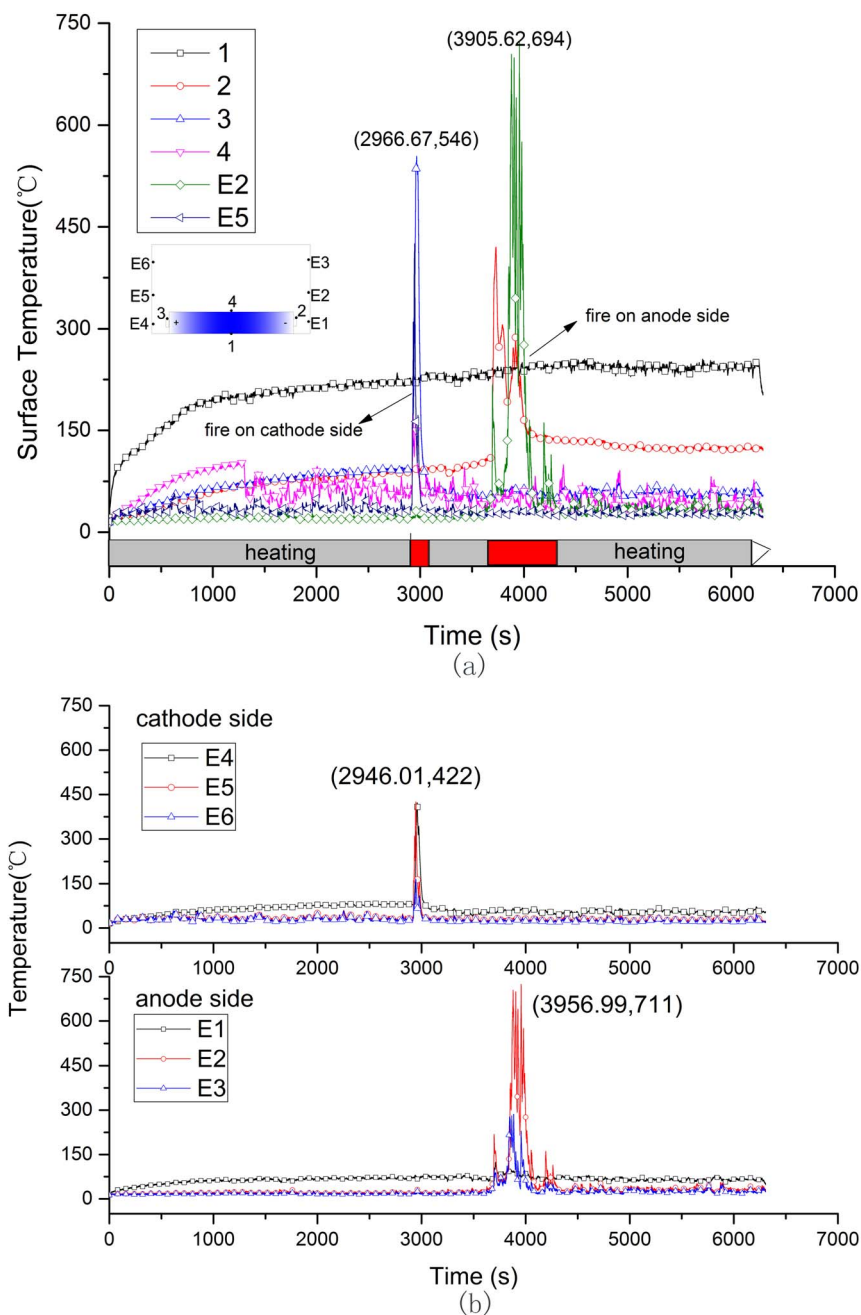 750
(3905.62,694)
1
2
3
4
E2
E5
(2966.67,546)
600
450
300
150
0
Surface Temperature(℃)
E6
E3
E5
E2
4
3
2
E4
+
-
E1
1
fire on anode side
fire on cathode side
heating
heating
0
1000
2000
3000
4000
5000
6000
7000
Time (s)
(a)
750
600
450
300
150
0
cathode side
E4
E5
E6
(2946.01,422)
0
1000
2000
3000
4000
5000
6000
7000
Temperature(℃)
750
600
450
300
150
0
anode side
E1
E2
E3
(3956.99,711)
0
1000
2000
3000
4000
5000
6000
7000
Time (s)
(b)